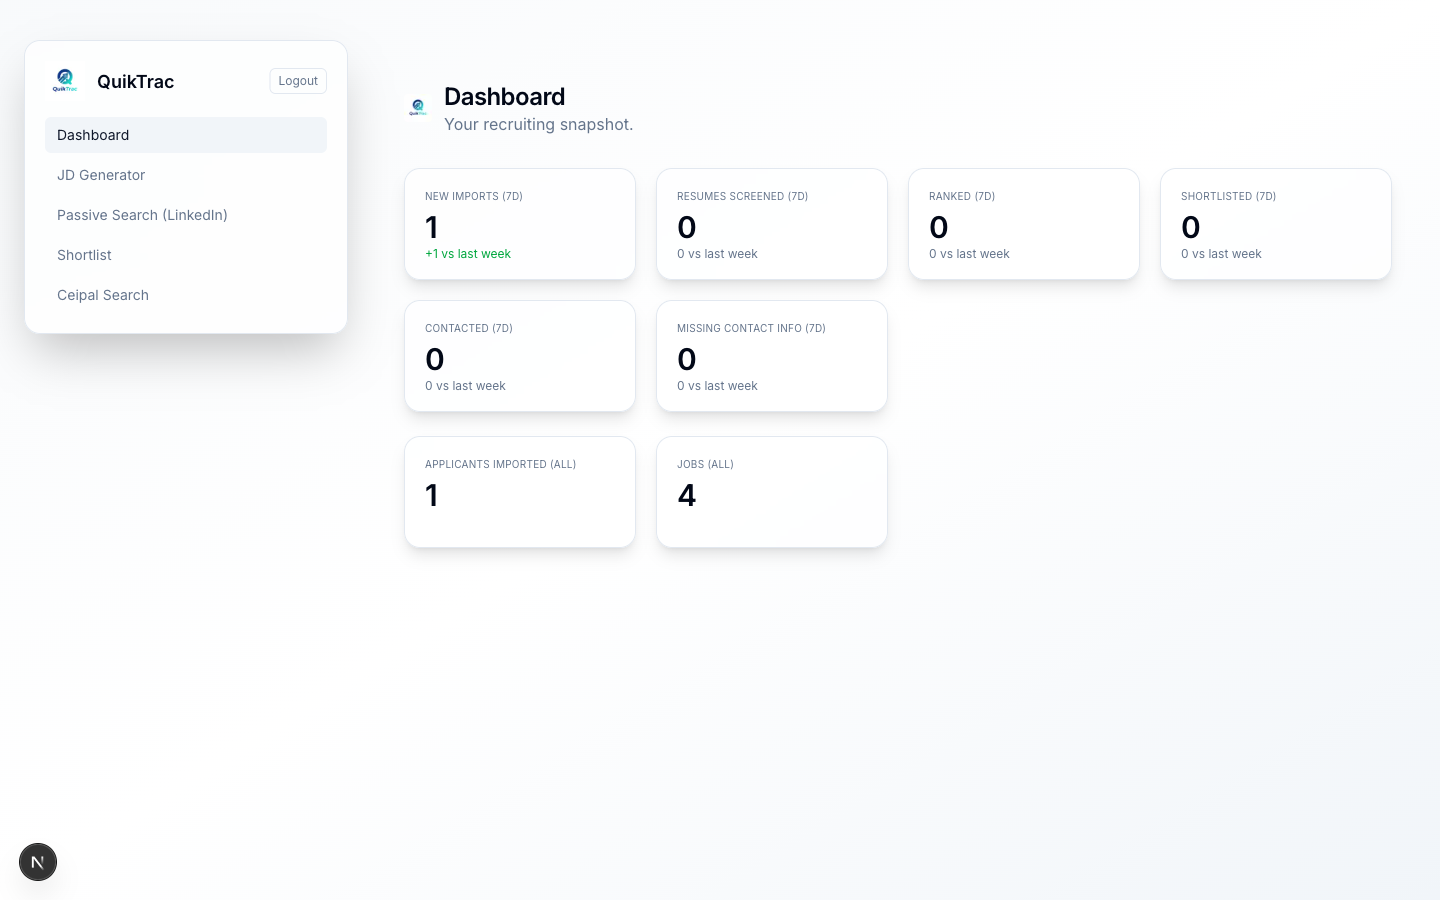 QuikTrac
QuikTrac
Logout
Dashboard
JD Generator
Passive Search (LinkedIn)
Shortlist
Ceipal Search
QuikTrac
Dashboard
Your recruiting snapshot.
NEW IMPORTS (7D)
1
+1 vs last week
RESUMES SCREENED (7D)
0
0 vs last week
RANKED (7D)
0
0 vs last week
SHORTLISTED (7D)
0
0 vs last week
CONTACTED (7D)
0
0 vs last week
MISSING CONTACT INFO (7D)
0
0 vs last week
APPLICANTS IMPORTED (ALL)
1
JOBS (ALL)
4
N